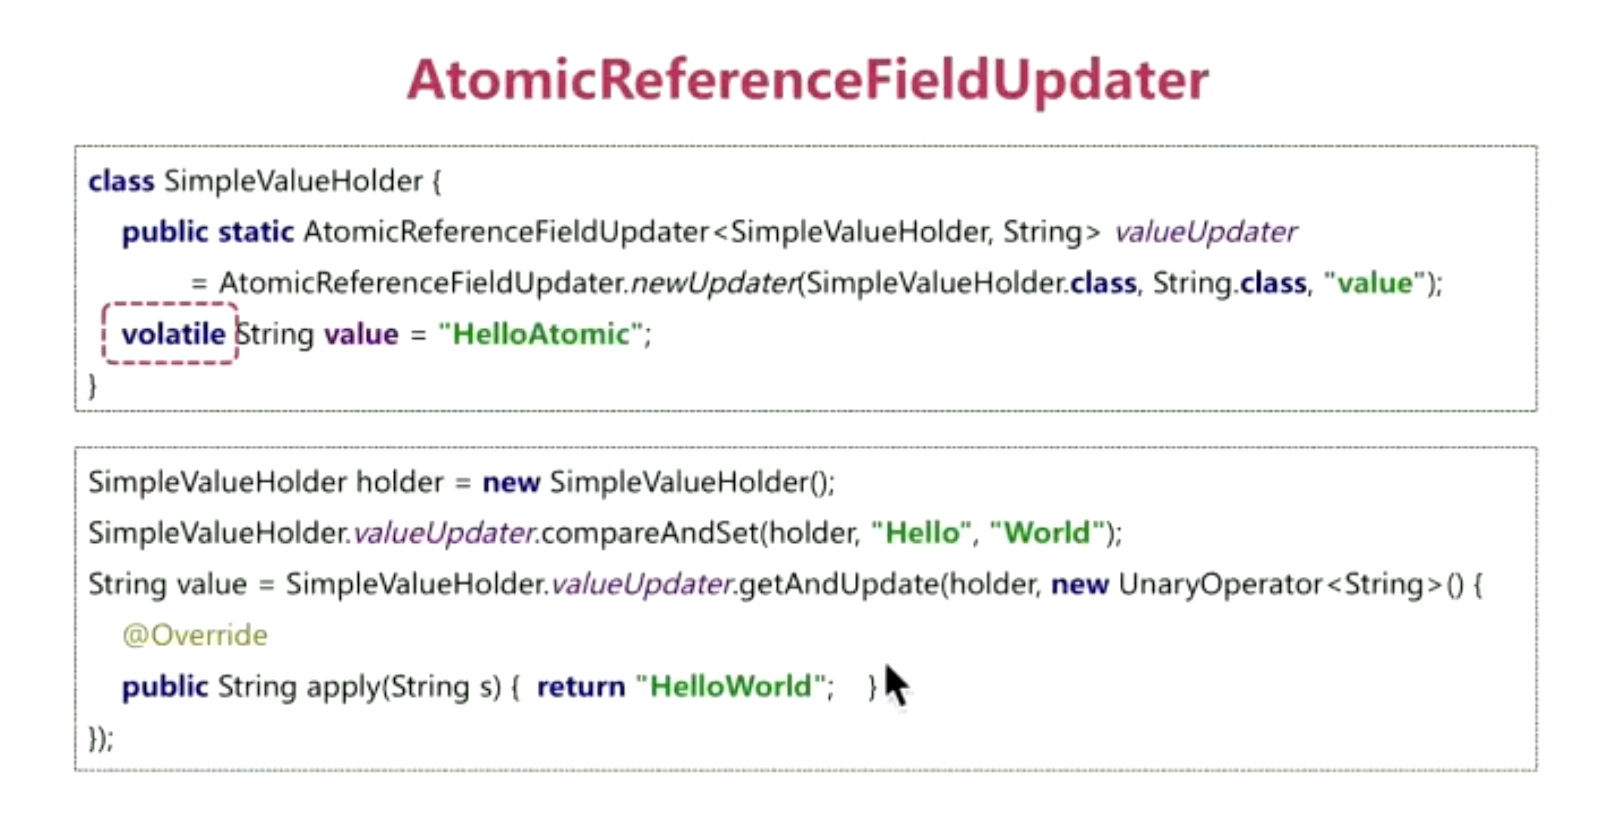 AtomicReferenceFieldUpdater
class SimpleValueHolder {
public static AtomicReferenceFieldUpdater<SimpleValueHolder, String> valueUpdater
= AtomicReferenceFieldUpdater.newUpdater(SimpleValueHolder.class, String.class, "value");
volatile String value = "HelloAtomic";
}
SimpleValueHolder holder = new SimpleValueHolder();
SimpleValueHolder.valueUpdater.compareAndSet(holder, "Hello", "World");
String value = SimpleValueHolder.valueUpdater.getAndUpdate(holder, new UnaryOperator<String>() {
@Override
public String apply(String s) { return "HelloWorld"; }
});